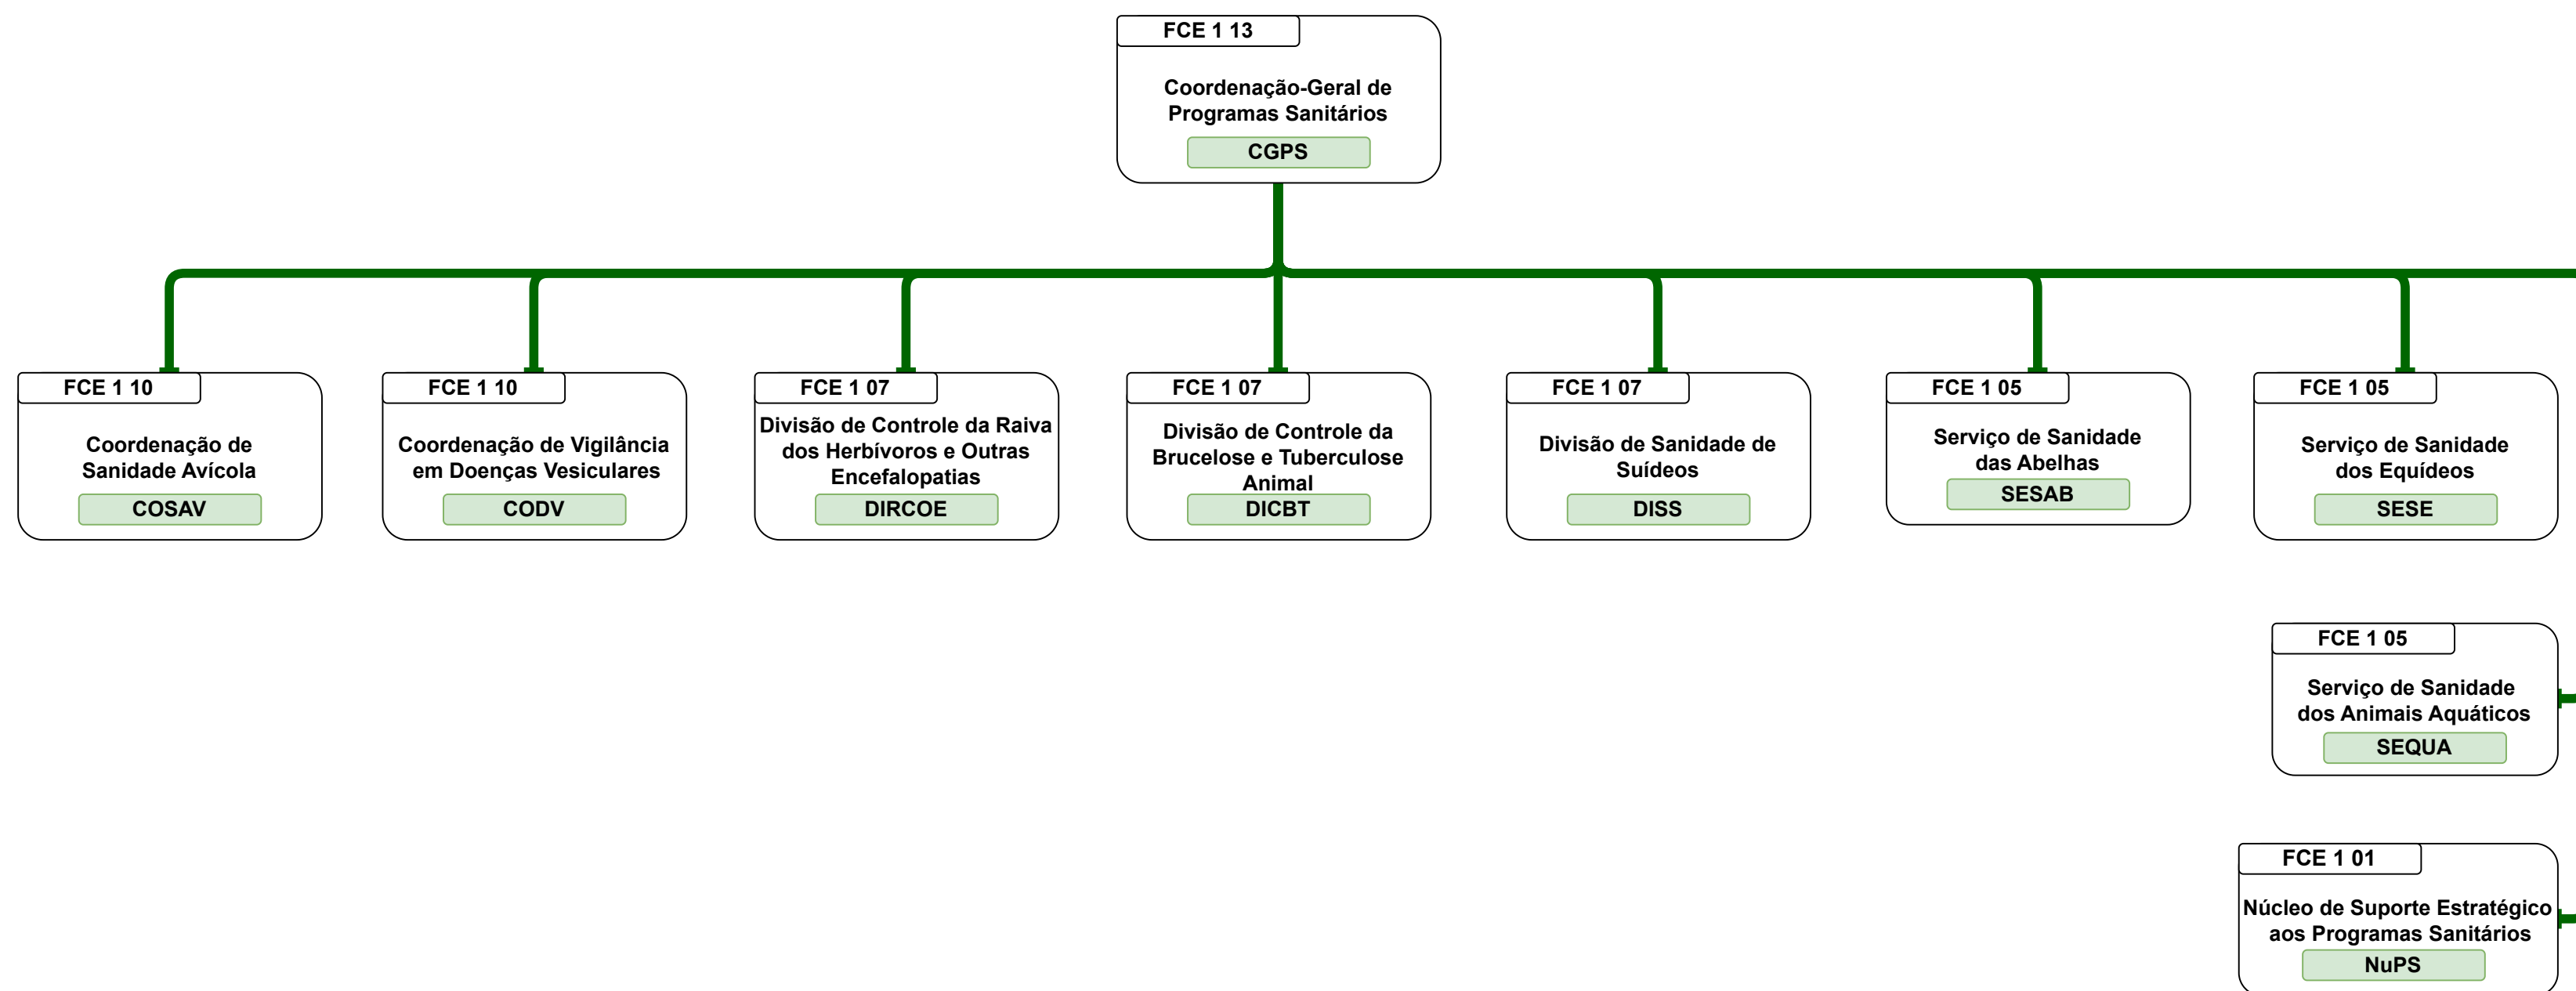 FCE 1 13
Coordenação-Geral de
Programas Sanitários
CGPS
FCE 1 10
Coordenação de
Sanidade Avícola
COSAV
FCE 1 10
Coordenação de Vigilância
em Doenças Vesiculares
CODV
FCE 1 07
Divisão de Controle da Raiva
dos Herbívoros e Outras
Encefalopatias
DIRCOE
FCE 1 07
Divisão de Controle da
Brucelose e Tuberculose
Animal
DICBT
FCE 1 07
Divisão de Sanidade de
Suídeos
DISS
FCE 1 05
Serviço de Sanidade
das Abelhas
SESAB
FCE 1 05
Serviço de Sanidade
dos Equídeos
SESE
FCE 1 05
Serviço de Sanidade
dos Animais Aquáticos
SEQUA
FCE 1 01
Núcleo de Suporte Estratégico
aos Programas Sanitários
NuPS